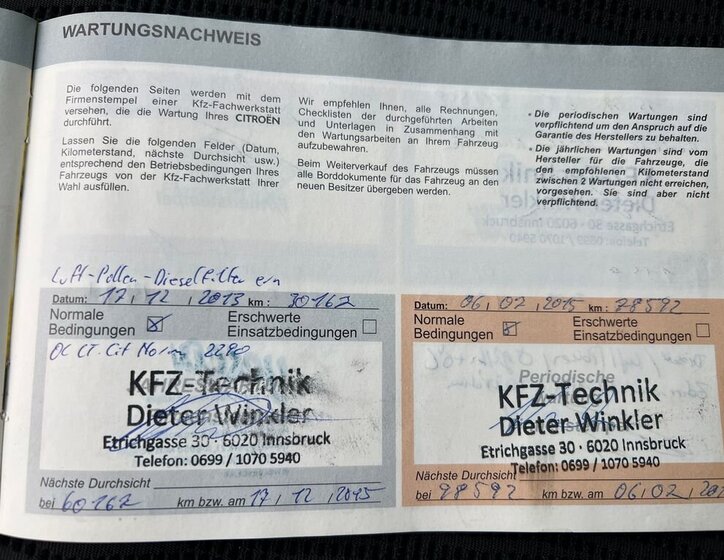 WARTUNGSNACHWEIS
Die folgenden Seiten werden mit dem
Firmenstempel einer Kfz-Fachwerkstatt
versehen, die die Wartung Ihres CITROËN
durchführt.
Lassen Sie die folgenden Felder (Datum,
Kilometerstand, nächste Durchsicht usw.)
entsprechend den Betriebsbedingungen Ihres
Fahrzeugs von der Kfz-Fachwerkstatt Ihrer
Wahl ausfüllen.
Wir empfehlen Ihnen, alle Rechnungen,
Checklisten der durchgeführten Arbeiten
und Unterlagen in Zusammenhang mit
den Wartungsarbeiten an Ihrem Fahrzeug
aufzubewahren.
Beim Weiterverkauf des Fahrzeugs müssen
alle Borddokumente für das Fahrzeug an den
neuen Besitzer übergeben werden.
• Die periodischen Wartungen sind
verpflichtend um den Anspruch auf die
Garantie des Herstellers zu behalten.
• Die jährlichen Wartungen sind vom
Hersteller für die Fahrzeuge, die
den empfohlenen Kilometerstand
zwischen 2 Wartungen nicht erreichen,
vorgesehen. Sie sind aber nicht
verpflichtend.
Luft-Pollen-Dieselfilter ern
Datum: 17, 12, 2013 km: 30162
Normale Bedingungen
Erschwerte Einsatzbedingungen
KFZ-Technik
Dieter Winkler
Etrichgasse 30 · 6020 Innsbruck
Telefon: 0699 / 1070 5940
Nächste Durchsicht
bei 60162 km bzw. am 17, 12, 2015
Datum: 06, 02, 2015 km: 78592
Normale Bedingungen
Erschwerte Einsatzbedingungen
Periodische
KFZ-Technik
Dieter Winkler
Etrichgasse 30 · 6020 Innsbruck
Telefon: 0699 / 1070 5940
Nächste Durchsicht
bei 98592 km bzw. am 06, 02,